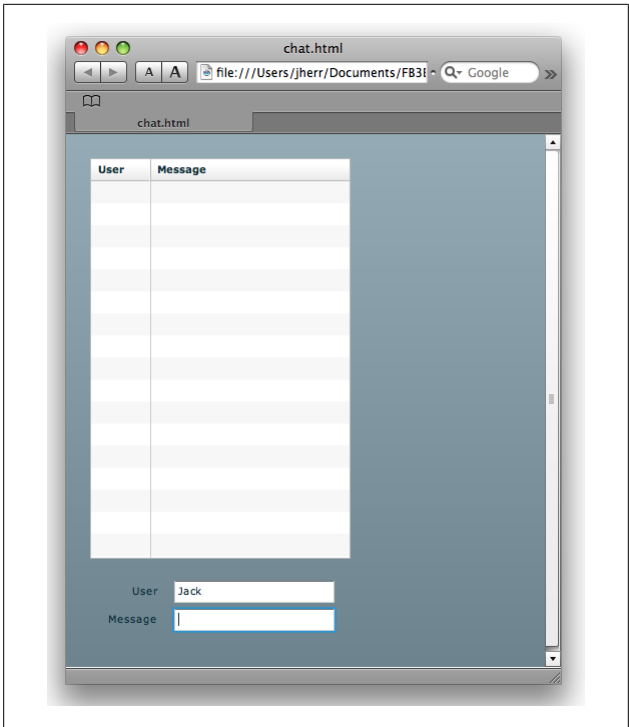 chat.html
A A file:///Users/jherr/Documents/FB3 Google
chat.html
User Message
User Jack
Message